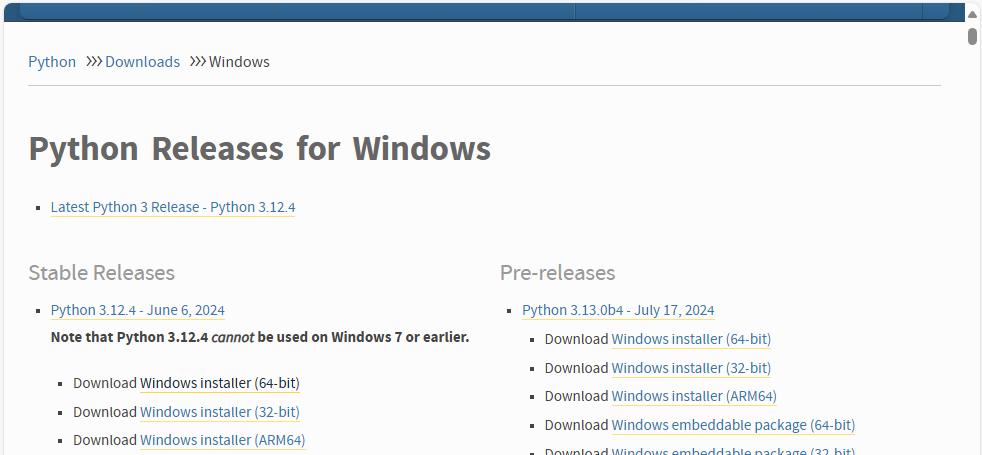 Python >>> Downloads >>> Windows
Python Releases for Windows
Latest Python 3 Release - Python 3.12.4
Stable Releases
Python 3.12.4 - June 6, 2024
Note that Python 3.12.4 cannot be used on Windows 7 or earlier.
Download Windows installer (64-bit)
Download Windows installer (32-bit)
Download Windows installer (ARM64)
Pre-releases
Python 3.13.0b4 - July 17, 2024
Download Windows installer (64-bit)
Download Windows installer (32-bit)
Download Windows installer (ARM64)
Download Windows embeddable package (64-bit)
Download Windows embeddable package (32-bit)